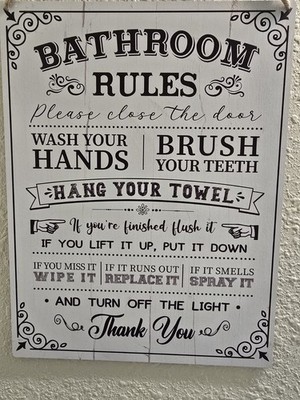 BATHROOM
RULES
Please close the door
WASH YOUR HANDS
BRUSH YOUR TEETH
HANG YOUR TOWEL
If you're finished flush it
IF YOU LIFT IT UP, PUT IT DOWN
IF YOU MISS IT WIPE IT
IF IT RUNS OUT REPLACE IT
IF IT SMELLS SPRAY IT
• AND TURN OFF THE LIGHT •
Thank You